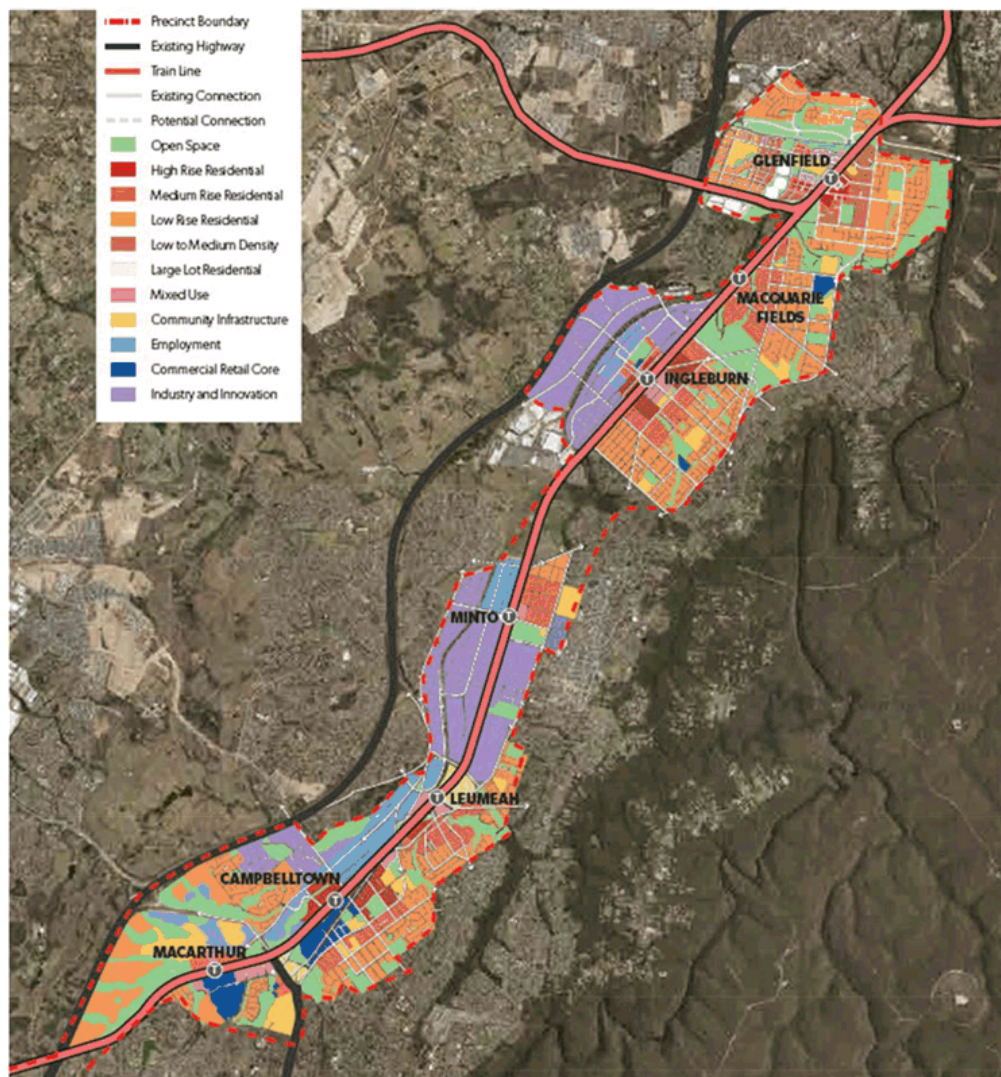 Precinct Boundary
Existing Highway
Train Line
Existing Connection
Potential Connection
Open Space
High Rise Residential
Medium Rise Residential
Low Rise Residential
Low to Medium Density
Large Lot Residential
Mixed Use
Community Infrastructure
Employment
Commercial Retail Core
Industry and Innovation
GLENFIELD
T
T
MACQUARIE
FIELDS
T INGLEBURN
MINTO T
T LEUMEAH
CAMPBELLTOWN
T
MACARTHUR
T